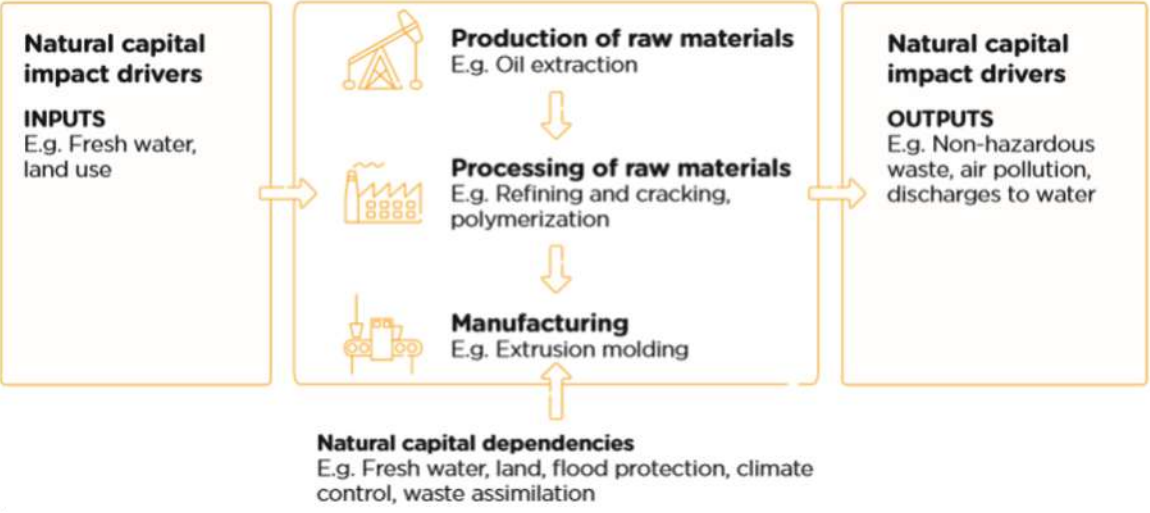 Natural capital
impact drivers
INPUTS
E.g. Fresh water,
land use
Production of raw materials
E.g. Oil extraction
Processing of raw materials
E.g. Refining and cracking,
polymerization
Manufacturing
E.g. Extrusion molding
Natural capital
impact drivers
OUTPUTS
E.g. Non-hazardous
waste, air pollution,
discharges to water
Natural capital dependencies
E.g. Fresh water, land, flood protection, climate
control, waste assimilation